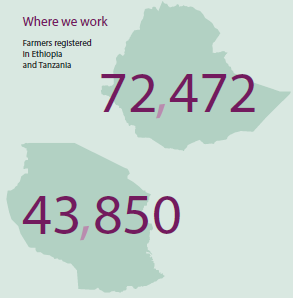 Where we work
Farmers registered
in Ethiopia
and Tanzania
72,472
43,850